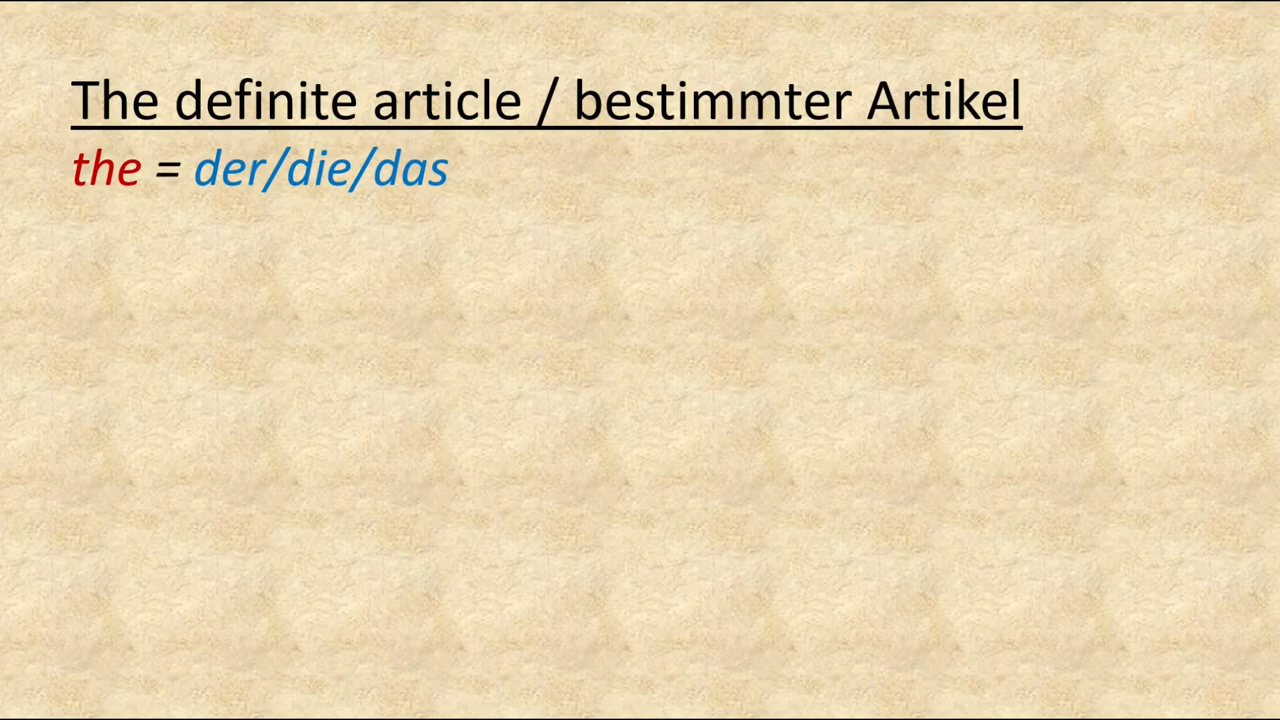 The definite article / bestimmter Artikel
the = der/die/das